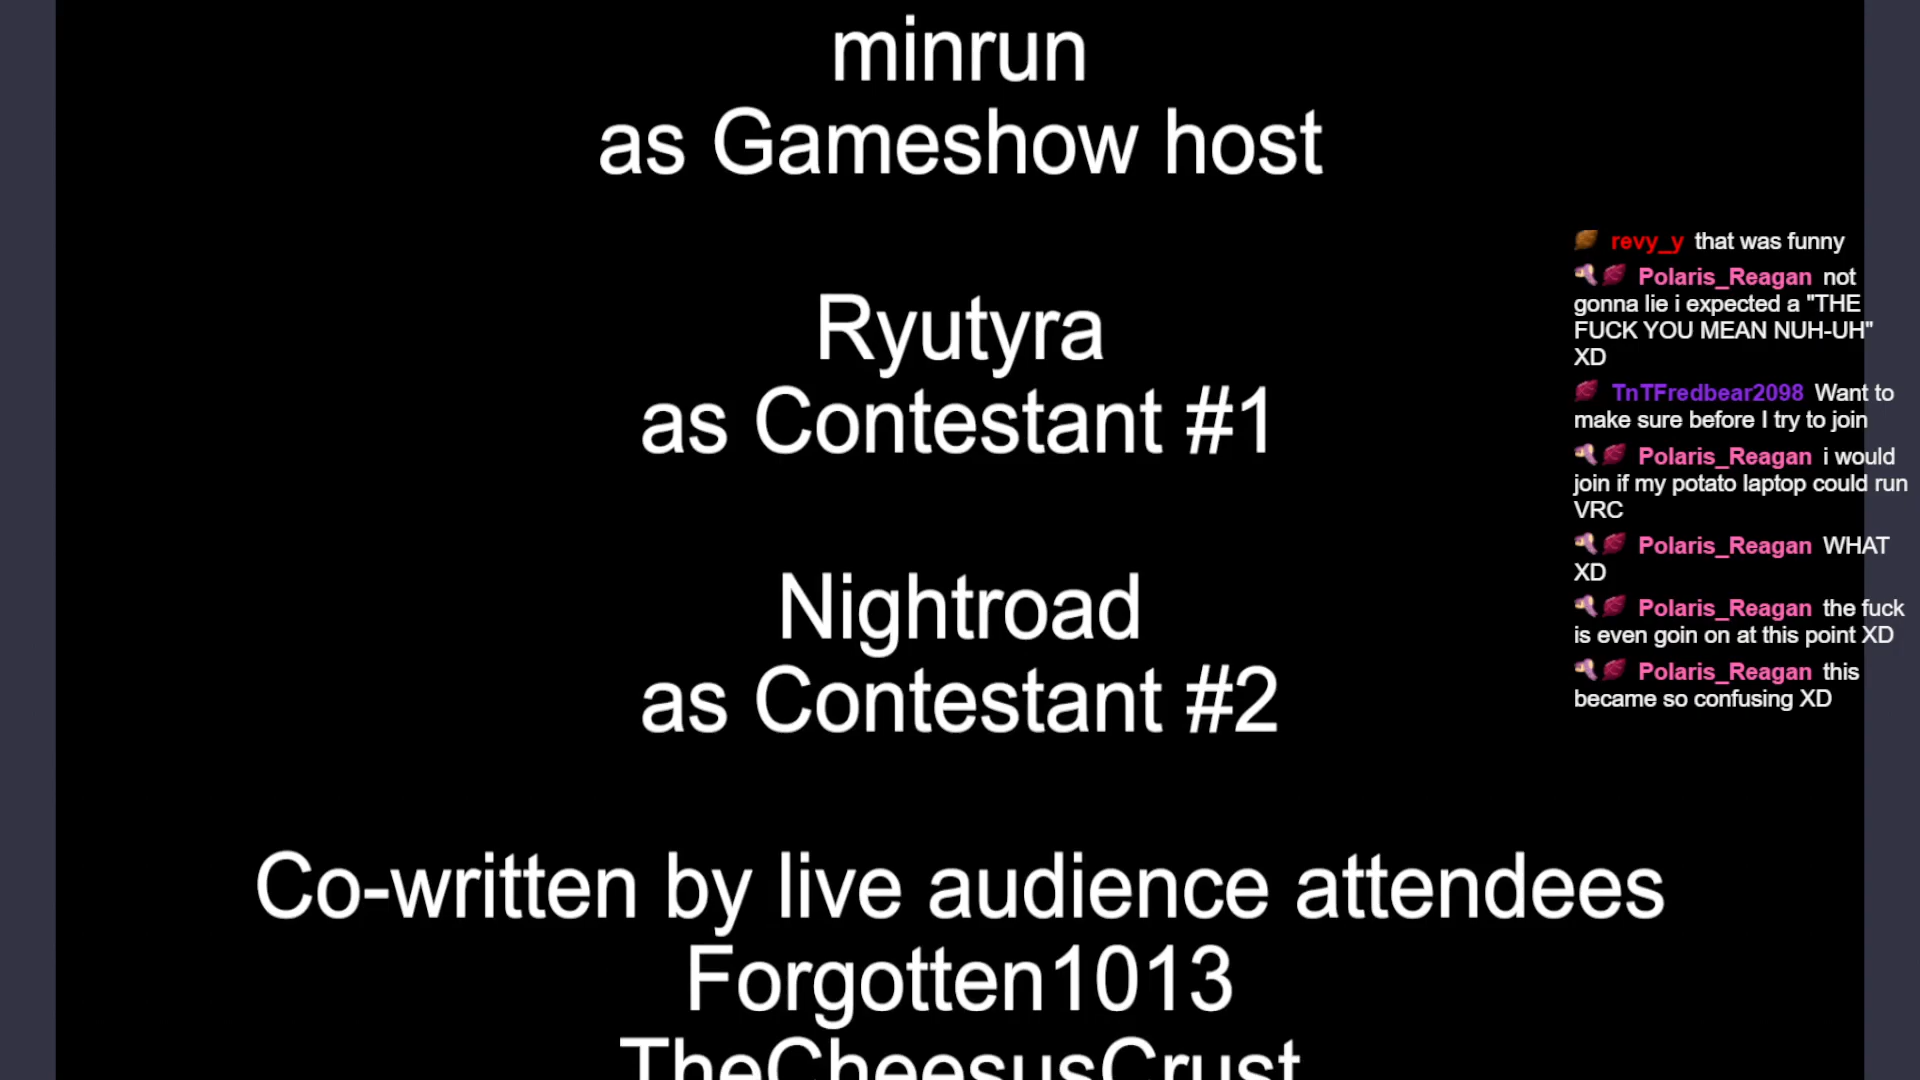 minrun
as Gameshow host
Ryutyra
as Contestant #1
Nightroad
as Contestant #2
Co-written by live audience attendees
Forgotten1013
TheCheesusCrust
revy_y that was funny
Polaris_Reagan not
gonna lie i expected a "THE
FUCK YOU MEAN NUH-UH"
XD
TnTFredbear2098 Want to
make sure before I try to join
Polaris_Reagan i would
join if my potato laptop could run
VRC
Polaris_Reagan WHAT
XD
Polaris_Reagan the fuck
is even goin on at this point XD
Polaris_Reagan this
became so confusing XD